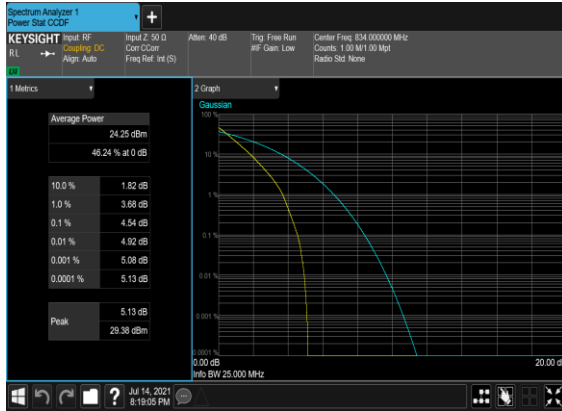 Spectrum Analyzer 1
Power Stat CCDF
+
KEYSIGHT
RL
LU
Input: RF
Coupling: DC
Align: Auto
Input Z: 50 Ω
Corr CCorr
Freq Ref: Int (S)
Atten: 40 dB
Trig: Free Run
#IF Gain: Low
Center Freq: 834.000000 MHz
Counts: 1.00 M/1.00 Mpt
Radio Std: None
1 Metrics
Average Power
24.25 dBm
46.24 % at 0 dB
10.0 % 1.82 dB
1.0 % 3.68 dB
0.1 % 4.54 dB
0.01 % 4.92 dB
0.001 % 5.08 dB
0.0001 % 5.13 dB
Peak
5.13 dB
29.38 dBm
2 Graph
Gaussian
100 %
10 %
1 %
0.1 %
0.01 %
0.001 %
0.0001 %
0.00 dB
20.00 d
Info BW 25.000 MHz
?
Jul 14, 2021
8:19:05 PM